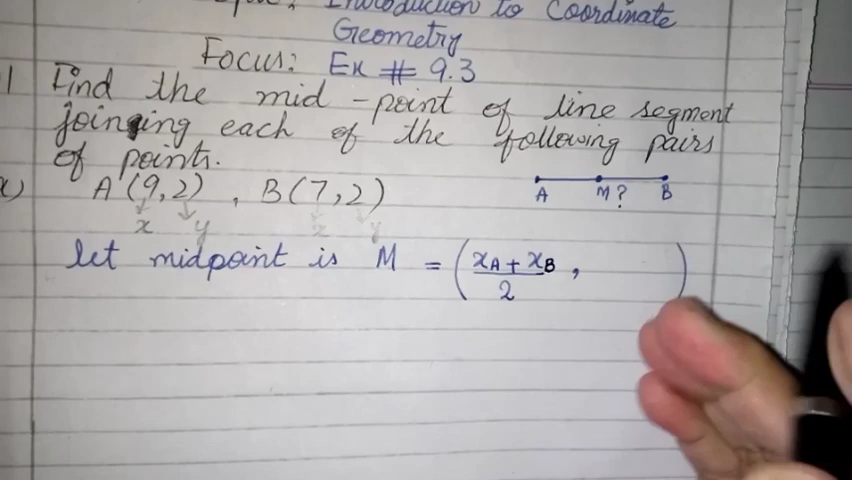 Introduction to Coordinate
Geometry
Focus: Ex # 9.3
1 Find the mid-point of line segment
joining each of the following pairs
of points.
A(9,2), B(7,2)
A M? B
x y x y
let midpoint is M = (xA + xB / 2 , )